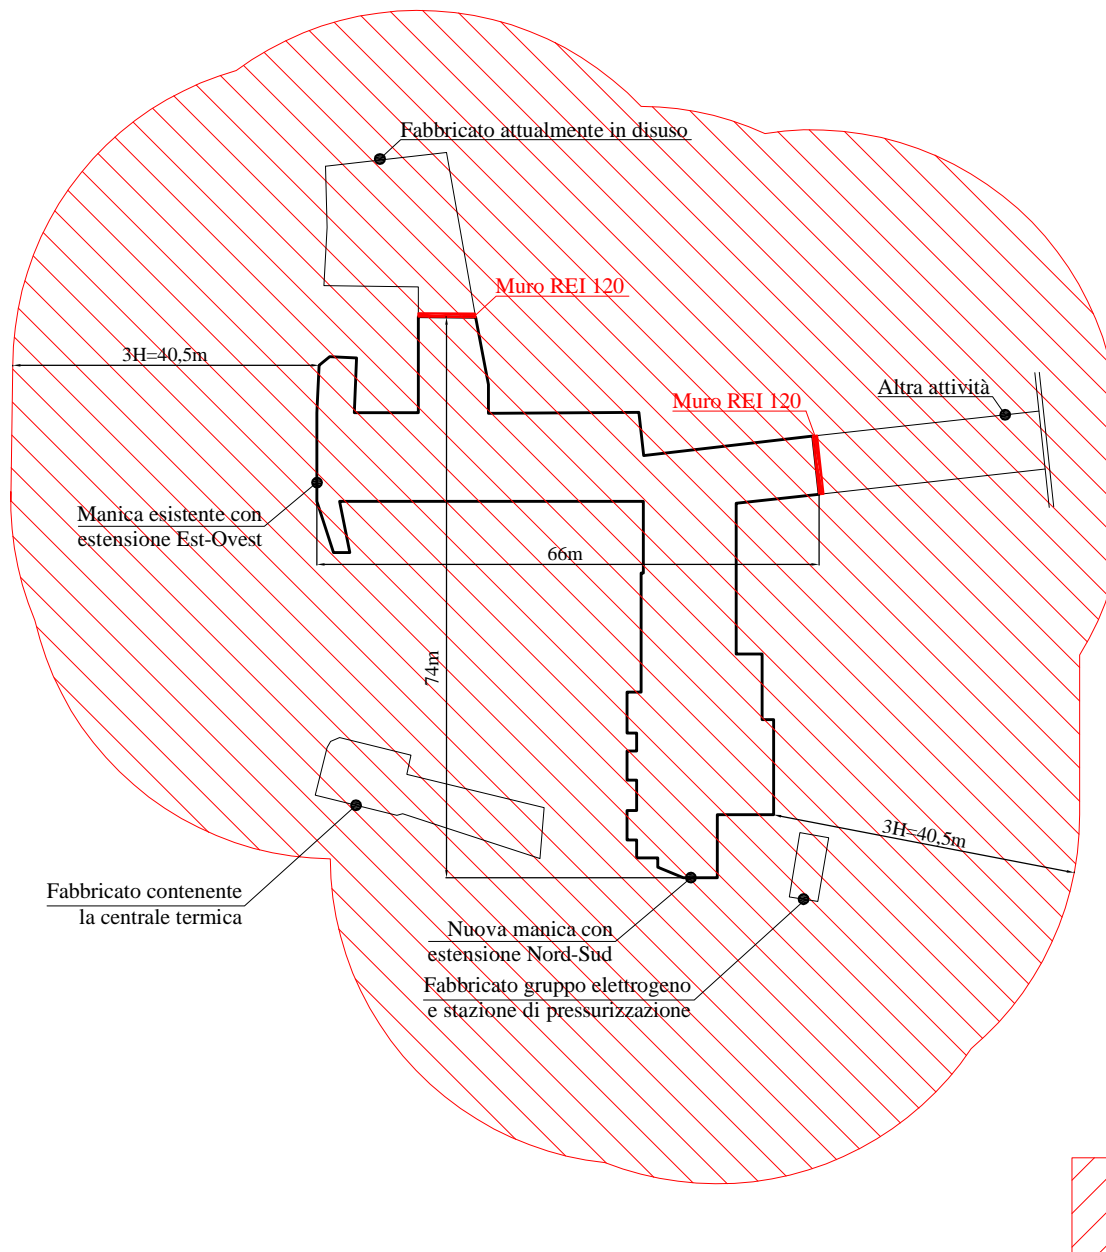 Fabbricato attualmente in disuso
Muro REI 120
3H=40,5m
Altra attività
Muro REI 120
Manica esistente con
estensione Est-Ovest
66m
74m
3H=40,5m
Fabbricato contenente
la centrale termica
Nuova manica con
estensione Nord-Sud
Fabbricato gruppo elettrogeno
e stazione di pressurizzazione